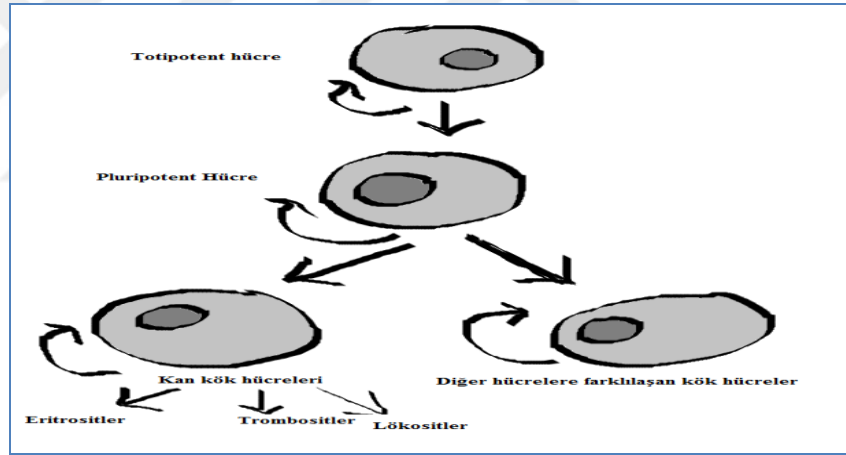 Totipotent hücre
Pluripotent Hücre
Kan kök hücreleri
Diğer hücrelere farklılaşan kök hücreler
Eritrositler
Trombositler
Lökositler